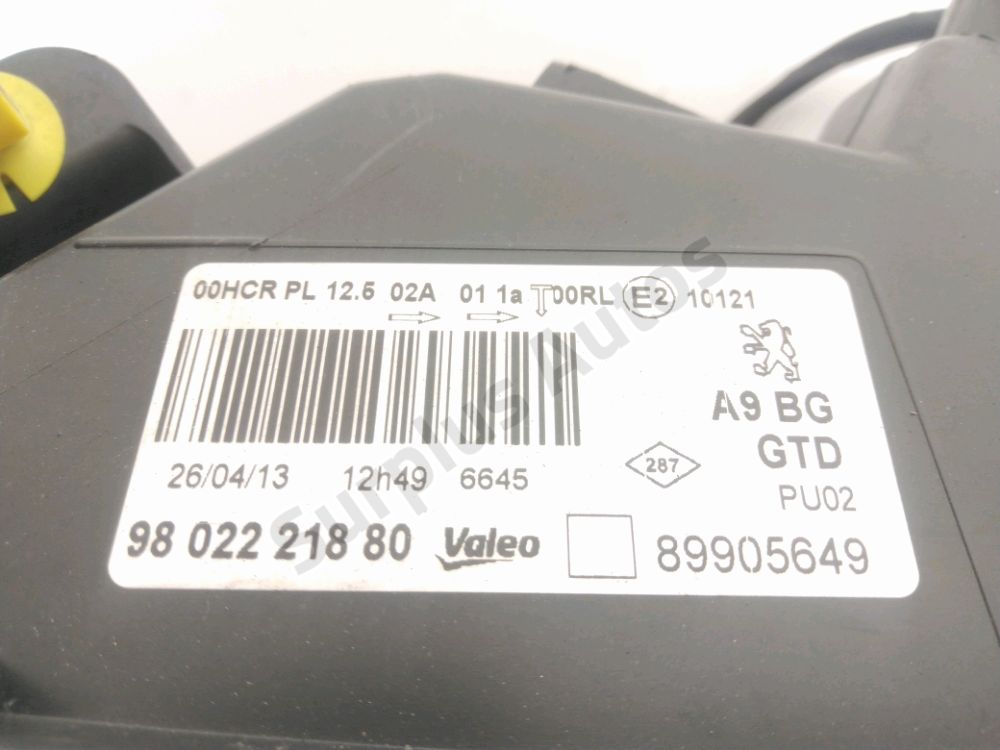 00HCR PL 12.5 02A 01 1a T00RL E2 10121
A9 BG
GTD
26/04/13 12h49 6645 287
PU02
98 022 218 80 Valeo 89905649
Surplus Autos